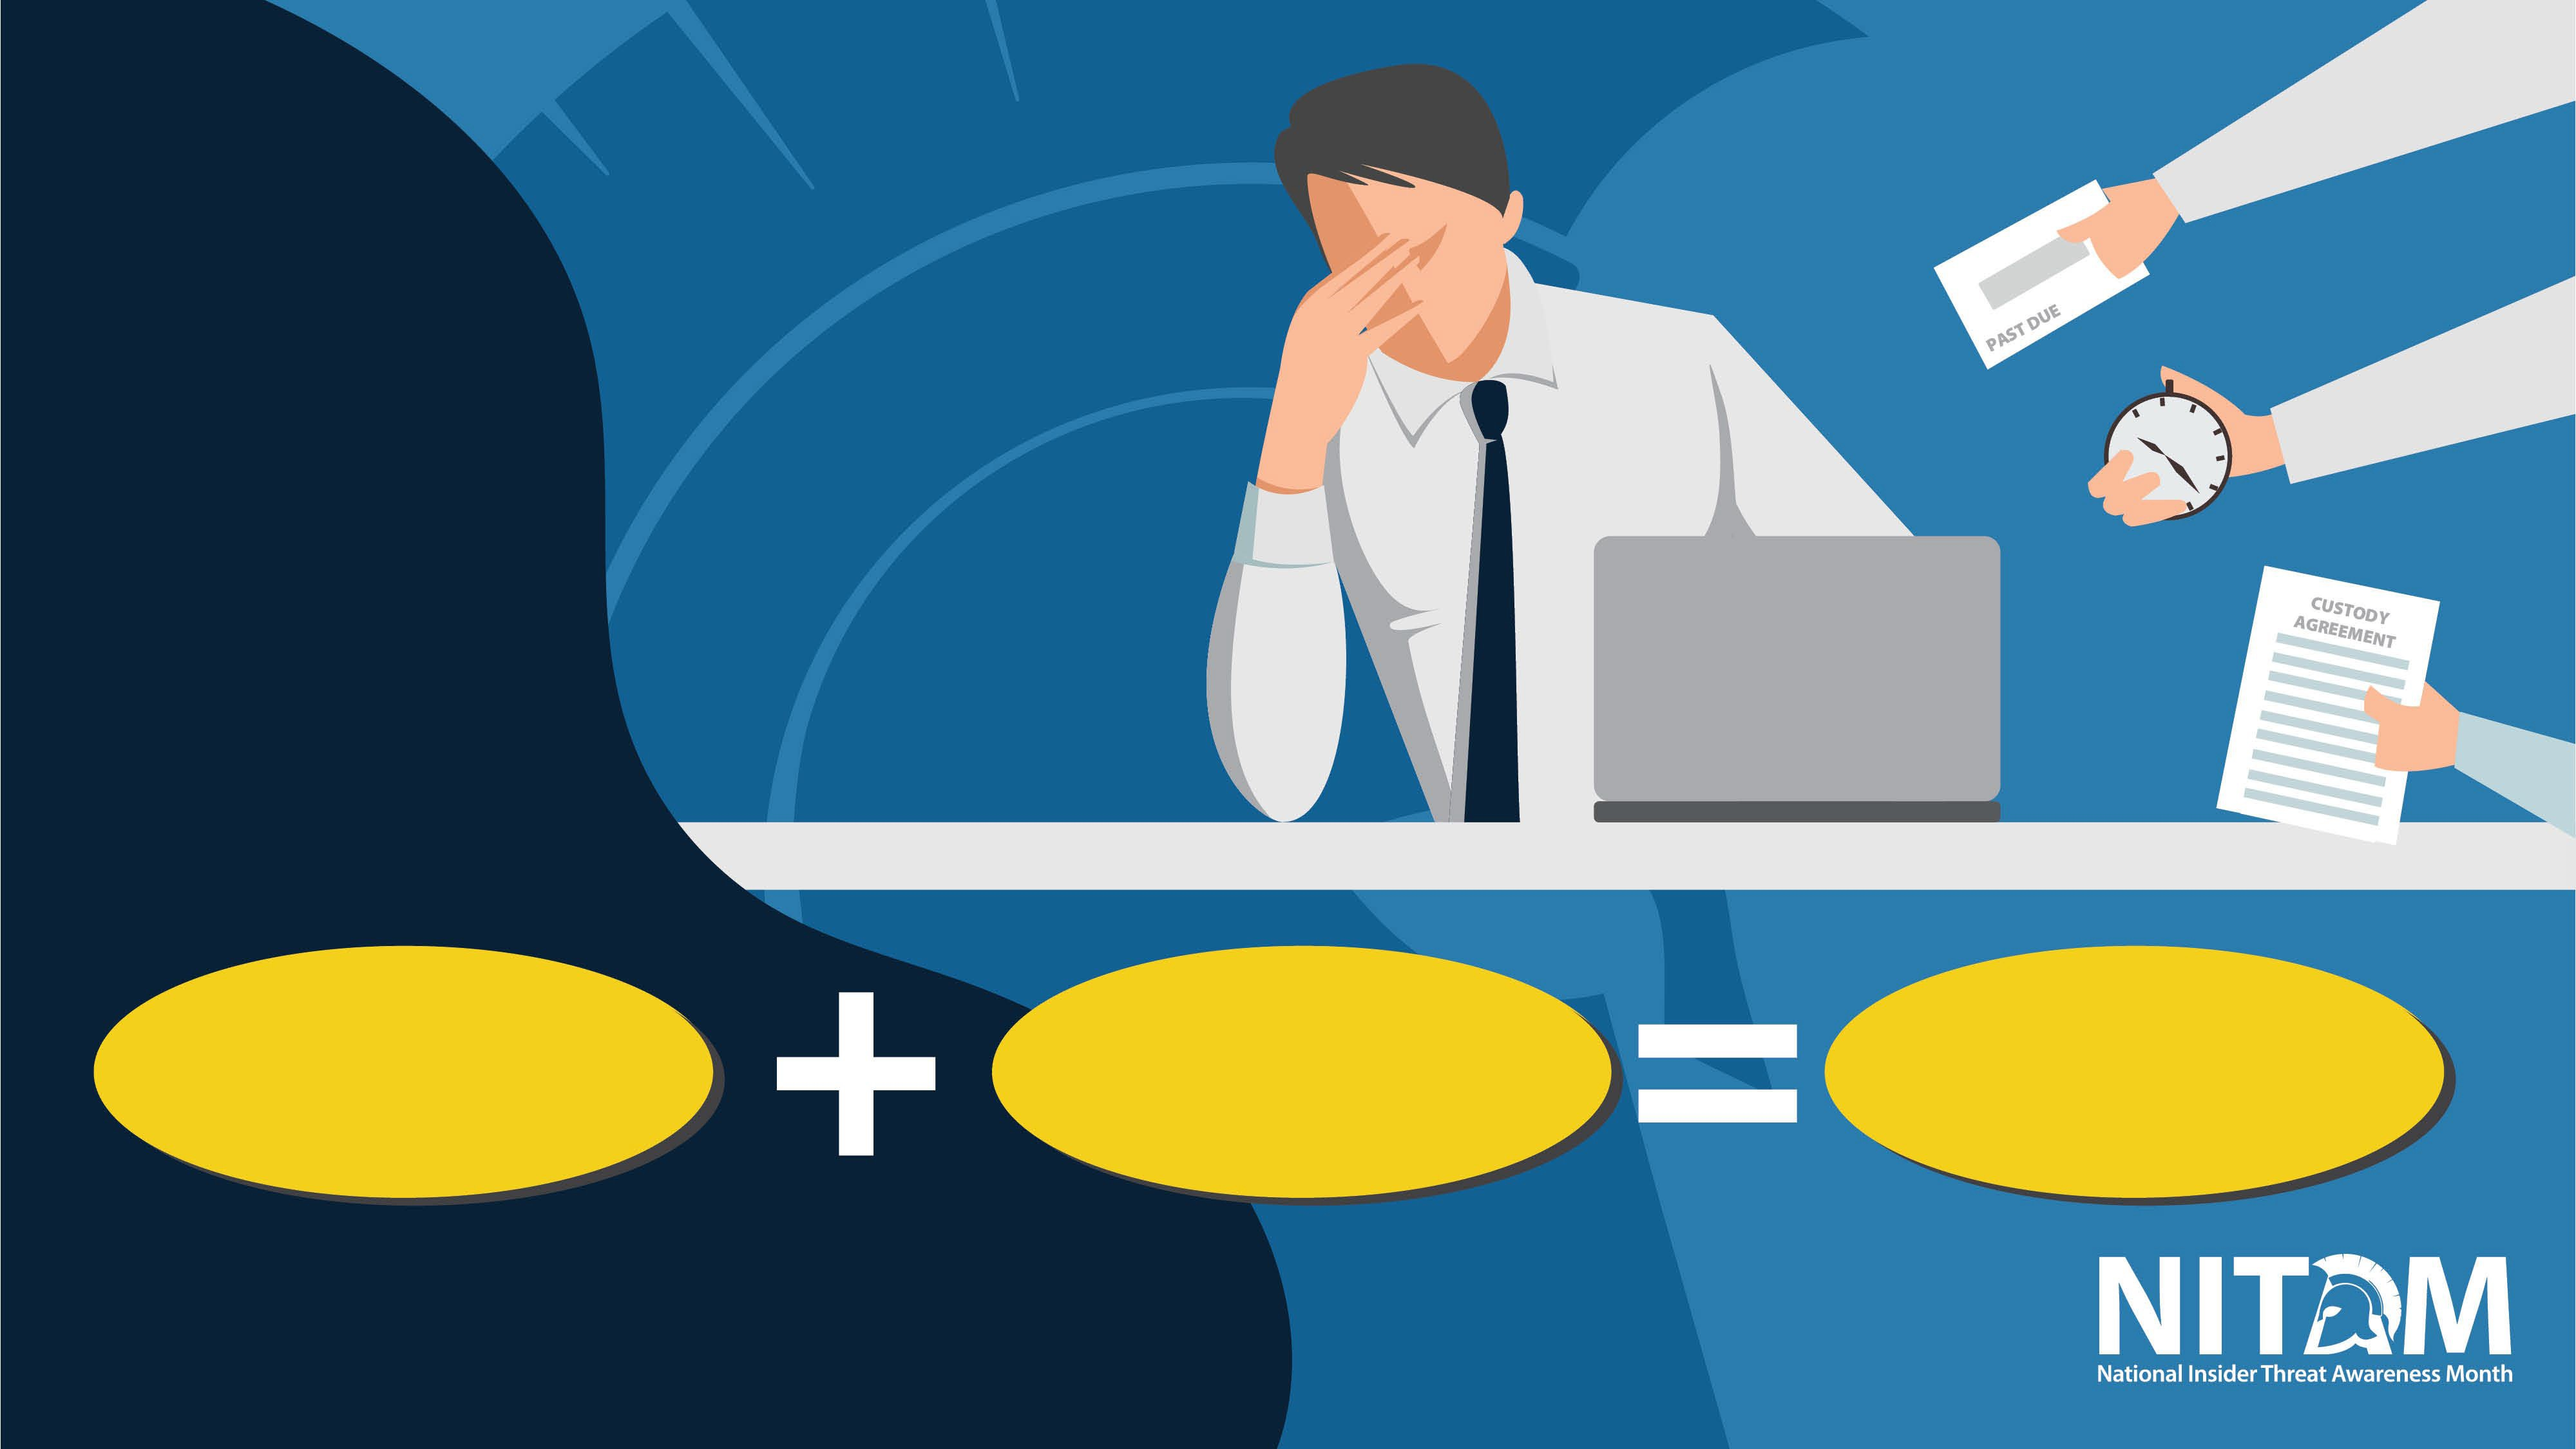 PAST DUE
CUSTODY
AGREEMENT
NITAM
National Insider Threat Awareness Month